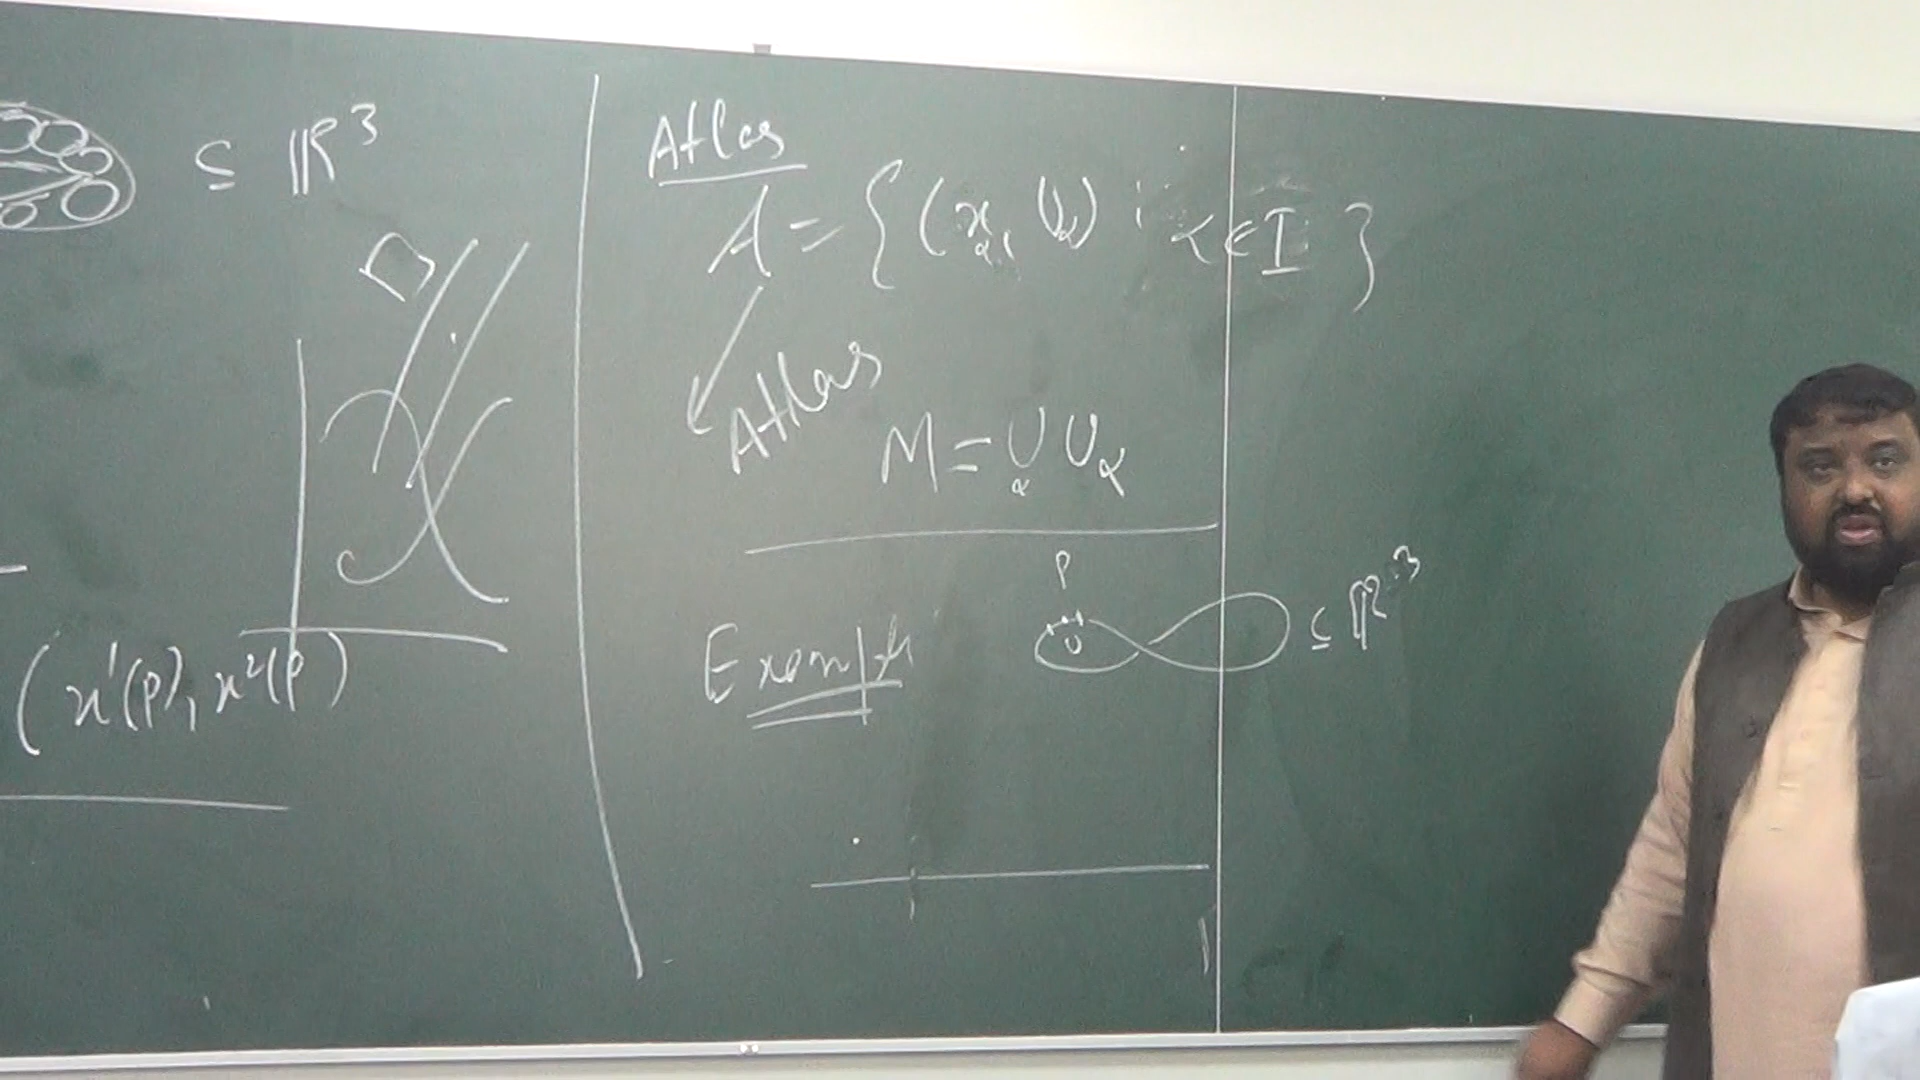 ⊆ ℝ³
(x¹(p), x²(p)
Atlas
A = { (x_α, U_α) : α ∈ I }
Atlas
M = ∪_α U_α
Example
P
U
⊆ ℝ³